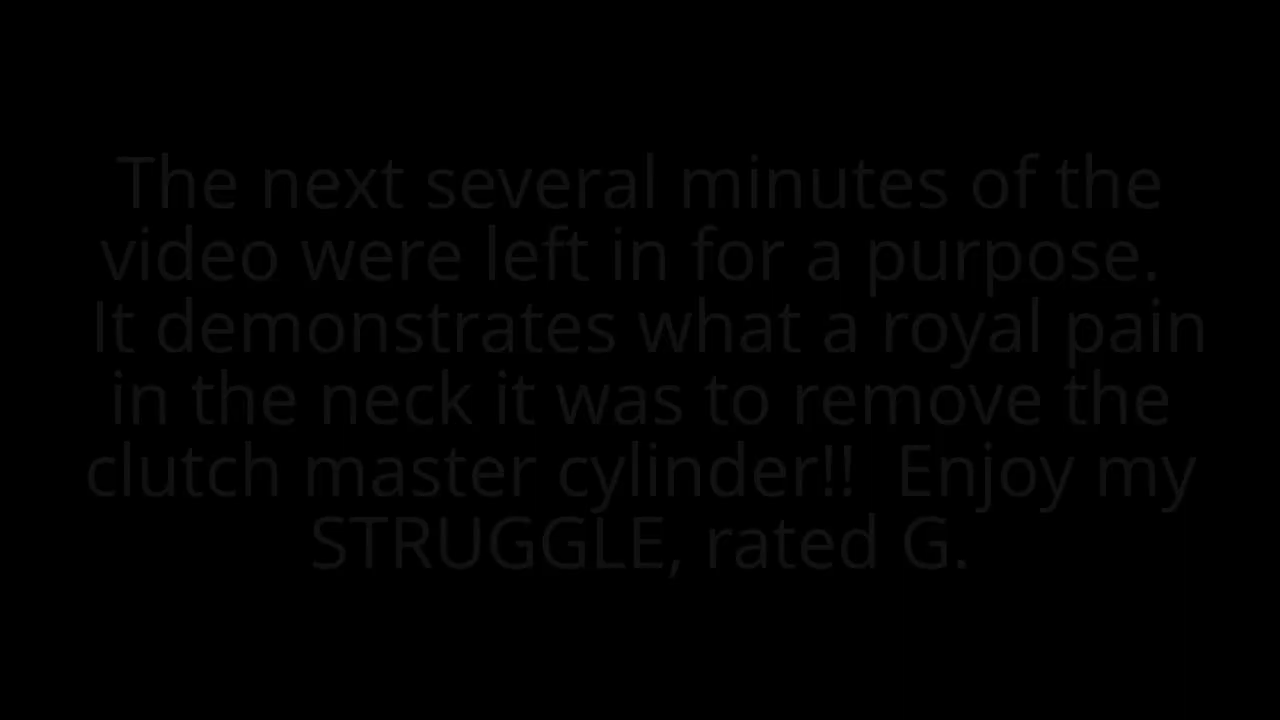 The next several minutes of the
video were left in for a purpose.
It demonstrates what a royal pain
in the neck it was to remove the
clutch master cylinder!!  Enjoy my
STRUGGLE, rated G.